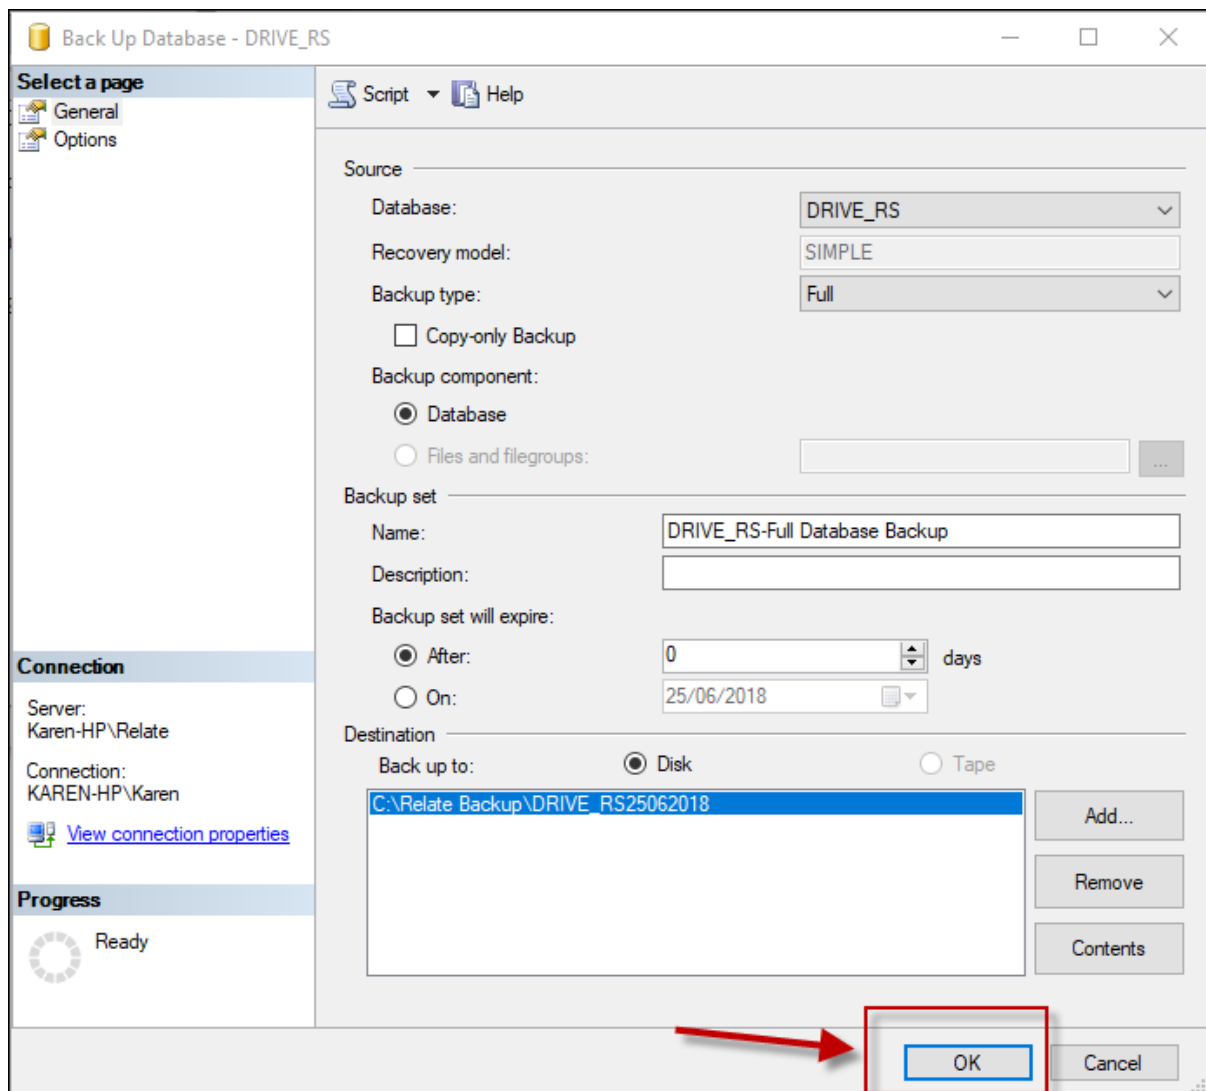 Back Up Database - DRIVE_RS
Select a page
General
Options
Script
Help
Source
Database:
DRIVE_RS
Recovery model:
SIMPLE
Backup type:
Full
Copy-only Backup
Backup component:
Database
Files and filegroups:
...
Backup set
Name:
DRIVE_RS-Full Database Backup
Description:
Backup set will expire:
After:
0
days
On:
25/06/2018
Destination
Back up to:
Disk
Tape
C:\Relate Backup\DRIVE_RS25062018
Add...
Remove
Contents
Connection
Server:
Karen-HP\Relate
Connection:
KAREN-HP\Karen
View connection properties
Progress
Ready
OK
Cancel